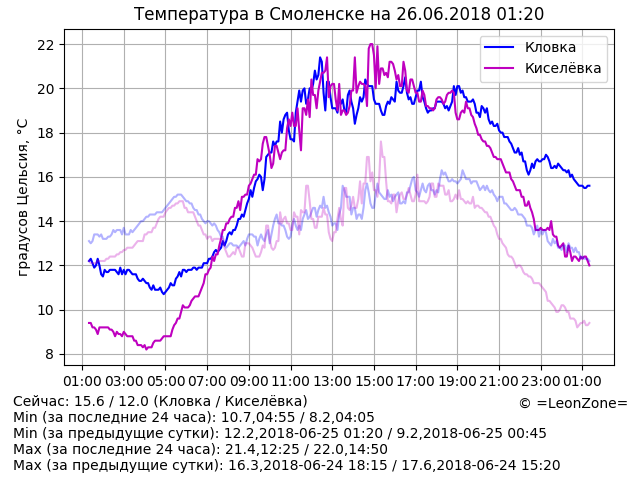 Температура в Смоленске на 26.06.2018 01:20
Кловка
Киселёвка
градусов Цельсия, °C
22
20
18
16
14
12
10
8
01:00 03:00 05:00 07:00 09:00 11:00 13:00 15:00 17:00 19:00 21:00 23:00 01:00
Сейчас: 15.6 / 12.0 (Кловка / Киселёвка)
© =LeonZone=
Min (за последние 24 часа): 10.7,04:55 / 8.2,04:05
Min (за предыдущие сутки): 12.2,2018-06-25 01:20 / 9.2,2018-06-25 00:45
Max (за последние 24 часа): 21.4,12:25 / 22.0,14:50
Max (за предыдущие сутки): 16.3,2018-06-24 18:15 / 17.6,2018-06-24 15:20